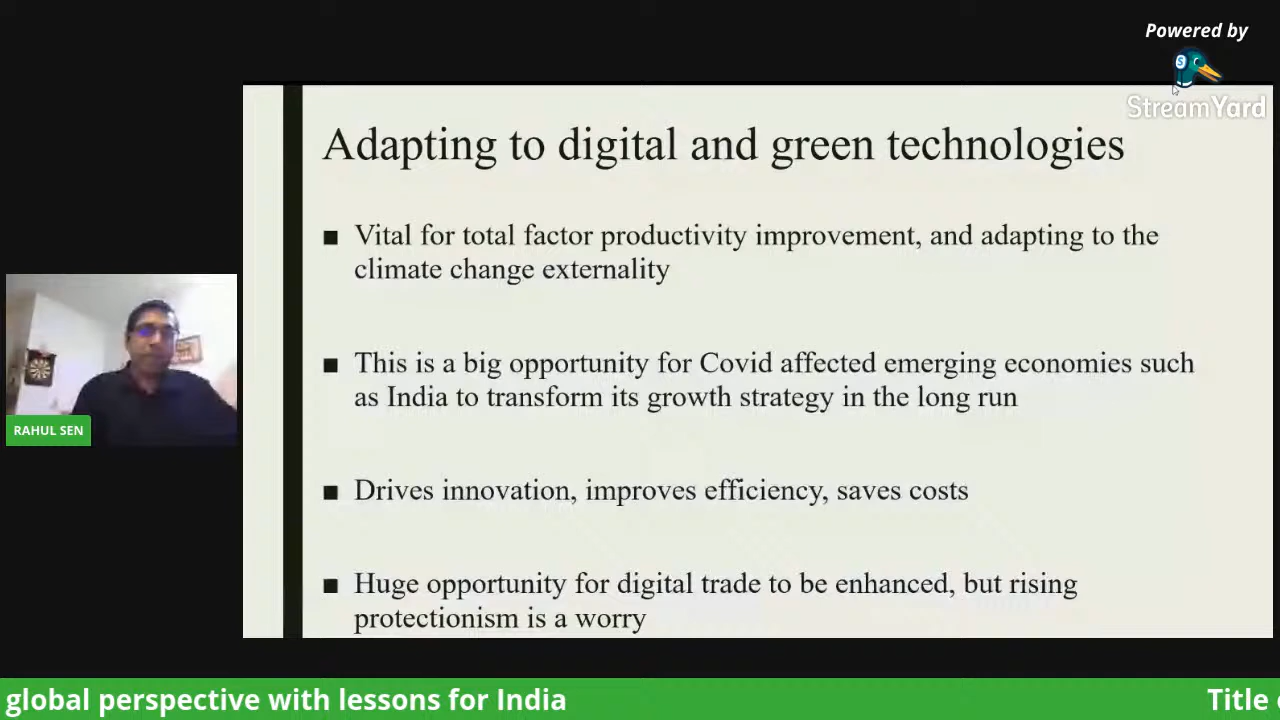 Powered by
StreamYard
Adapting to digital and green technologies
■ Vital for total factor productivity improvement, and adapting to the
climate change externality
■ This is a big opportunity for Covid affected emerging economies such
as India to transform its growth strategy in the long run
■ Drives innovation, improves efficiency, saves costs
■ Huge opportunity for digital trade to be enhanced, but rising
protectionism is a worry
RAHUL SEN
global perspective with lessons for India
Title